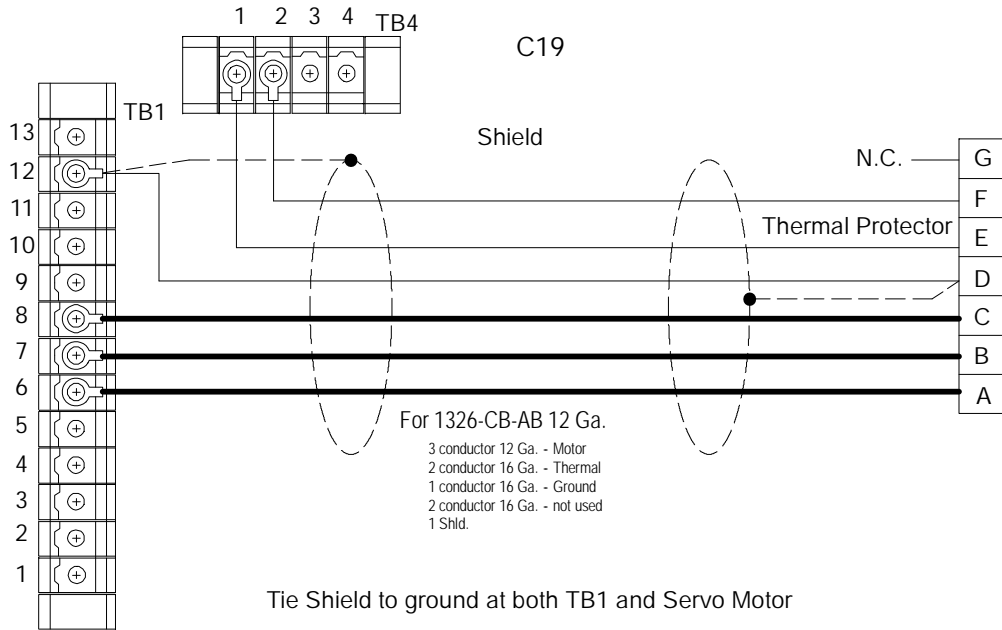 1 2 3 4 TB4
C19
TB1
13
12
11
10
9
8
7
6
5
4
3
2
1
Shield
N.C.
Thermal Protector
G
F
E
D
C
B
A
For 1326-CB-AB 12 Ga.
3 conductor 12 Ga. - Motor
2 conductor 16 Ga. - Thermal
1 conductor 16 Ga. - Ground
2 conductor 16 Ga. - not used
1 Shld.
Tie Shield to ground at both TB1 and Servo Motor